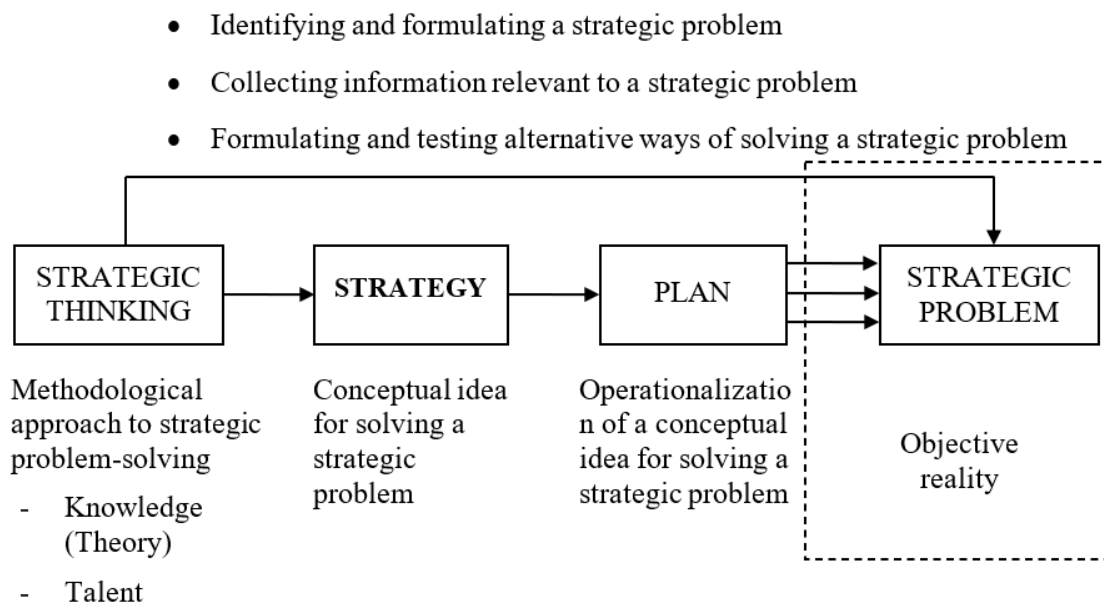 • Identifying and formulating a strategic problem
• Collecting information relevant to a strategic problem
• Formulating and testing alternative ways of solving a strategic problem
STRATEGIC
THINKING
STRATEGY
PLAN
STRATEGIC
PROBLEM
Methodological
approach to strategic
problem-solving
- Knowledge
(Theory)
- Talent
Conceptual idea
for solving a
strategic
problem
Operationalizatio
n of a conceptual
idea for solving a
strategic problem
Objective
reality